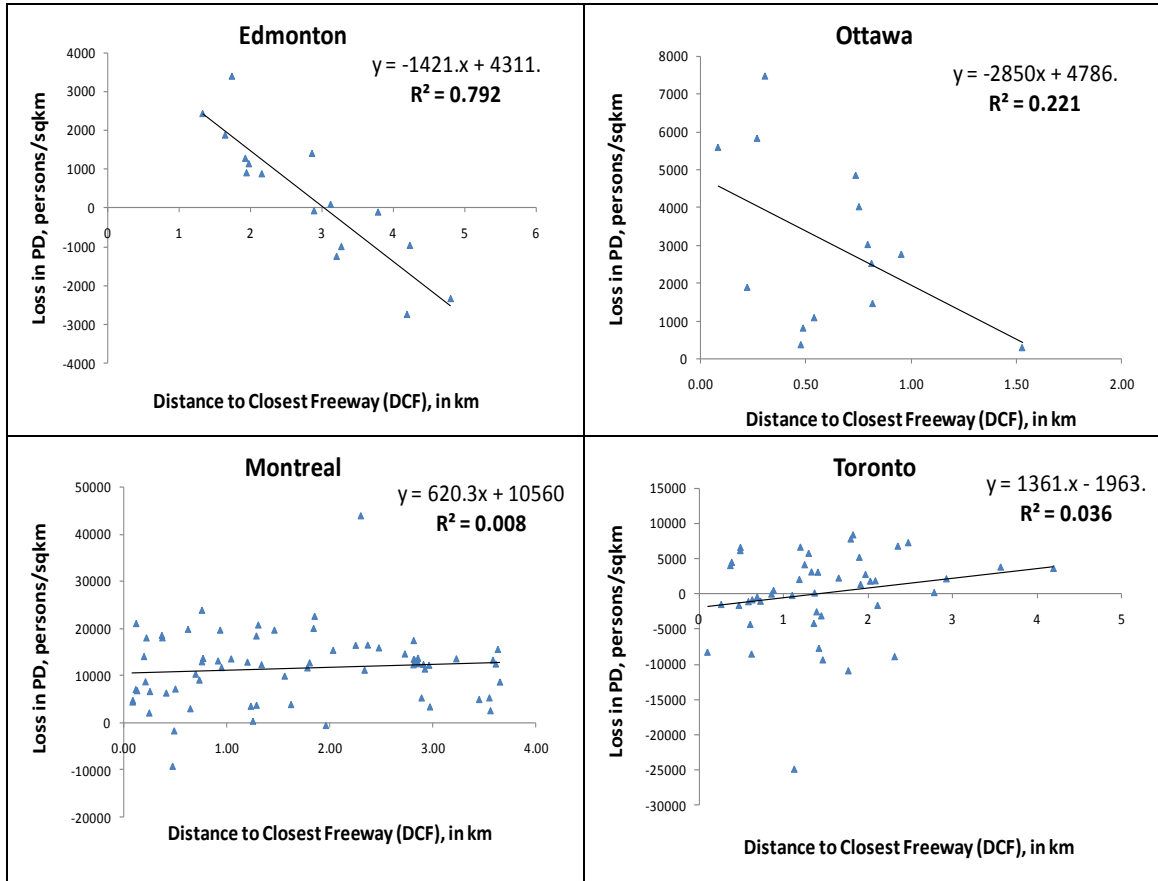 Edmonton
y = -1421.x + 4311.
R² = 0.792
Loss in PD, persons/sqkm
4000
3000
2000
1000
0
-1000
-2000
-3000
-4000
0 1 2 3 4 5 6
Distance to Closest Freeway (DCF), in km
Ottawa
y = -2850x + 4786.
R² = 0.221
Loss in PD, persons/sqkm
8000
7000
6000
5000
4000
3000
2000
1000
0
0.00 0.50 1.00 1.50 2.00
Distance to Closest Freeway (DCF), in km
Montreal
y = 620.3x + 10560
R² = 0.008
Loss in PD, persons/sqkm
50000
40000
30000
20000
10000
0
-10000
-20000
0.00 1.00 2.00 3.00 4.00
Distance to Closest Freeway (DCF), in km
Toronto
y = 1361.x - 1963.
R² = 0.036
Loss in PD, persons/sqkm
15000
10000
5000
0
-5000
-10000
-15000
-20000
-25000
-30000
0 1 2 3 4 5
Distance to Closest Freeway (DCF), in km